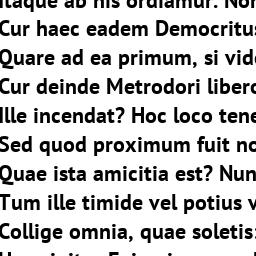 Itaque ab his ordiamur. Non
Cur haec eadem Democritus
Quare ad ea primum, si vide
Cur deinde Metrodori libero
Ille incendat? Hoc loco tene
Sed quod proximum fuit no
Quae ista amicitia est? Nun
Tum ille timide vel potius v
Collige omnia, quae soletis: